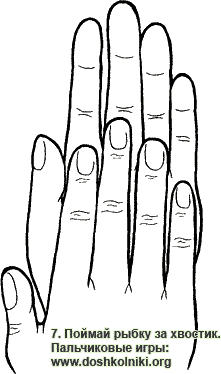 7. Поймай рыбку за хвостик.
Пальчиковые игры:
www.doshkolniki.org